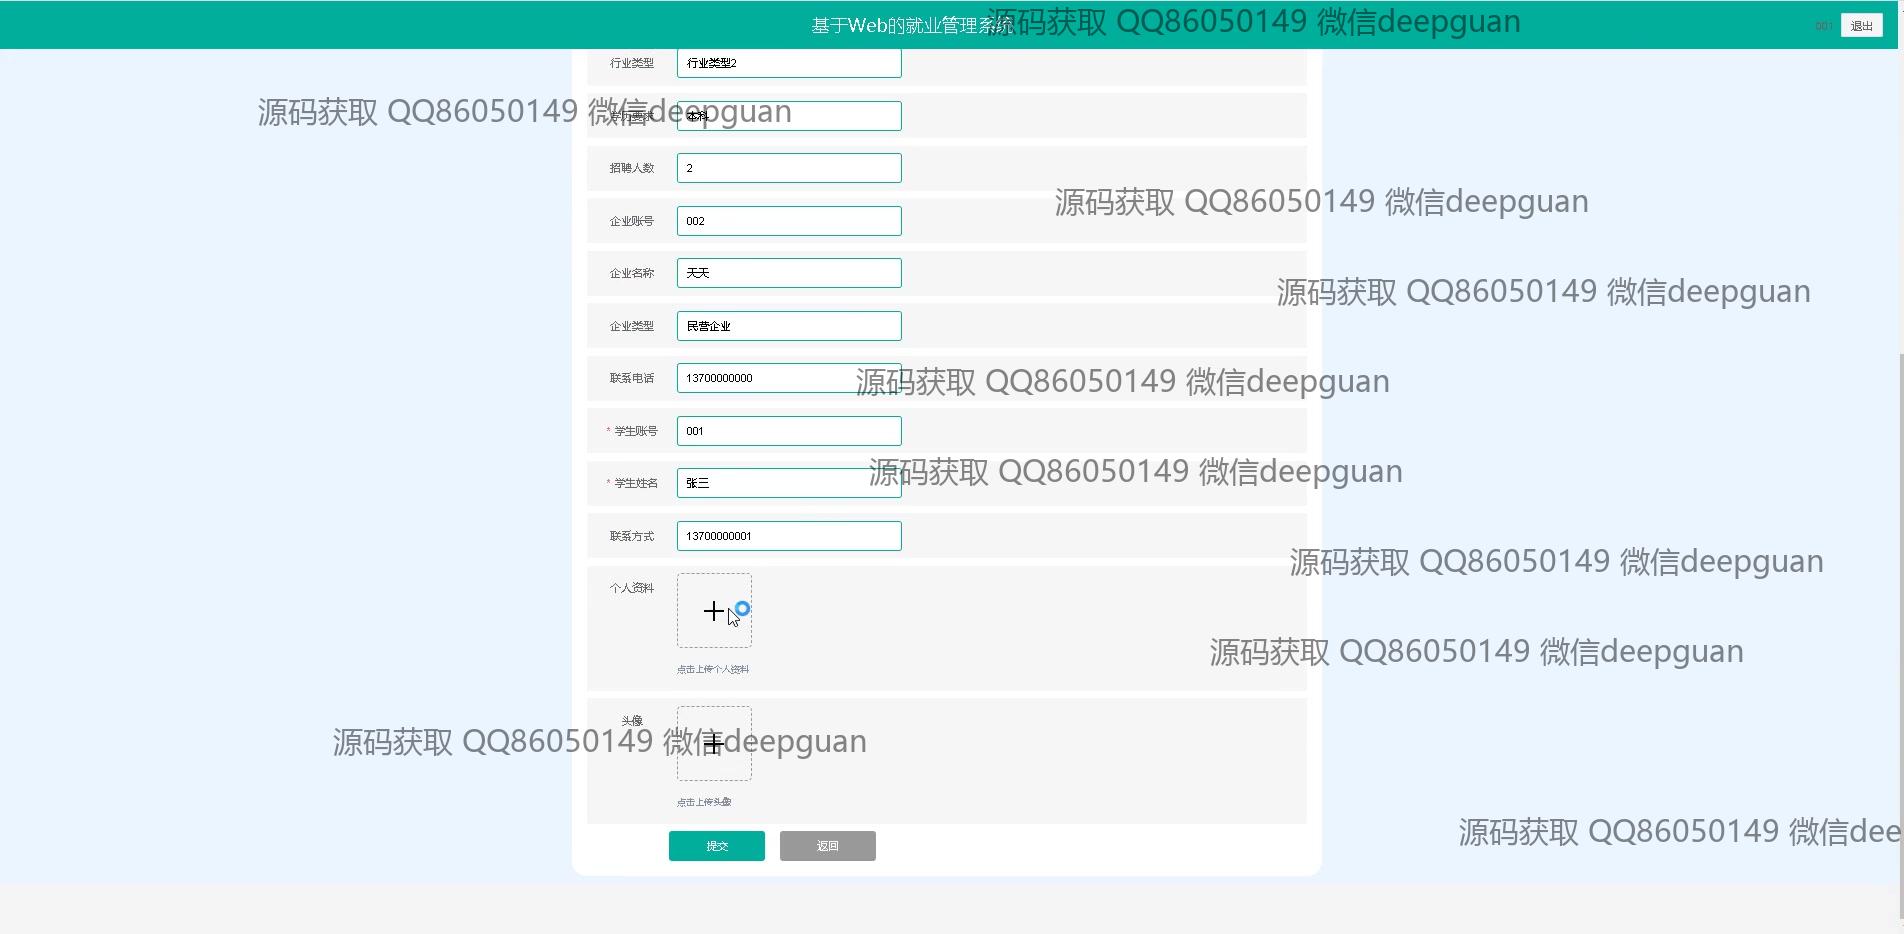 基于Web的就业管理系统
源码获取 QQ86050149 微信deepguan
001
退出
行业类型
行业类型2
源码获取 QQ86050149 微信deepguan
学历要求
本科
招聘人数
2
源码获取 QQ86050149 微信deepguan
企业账号
002
企业名称
天天
源码获取 QQ86050149 微信deepguan
企业类型
民营企业
联系电话
13700000000
源码获取 QQ86050149 微信deepguan
* 学生账号
001
源码获取 QQ86050149 微信deepguan
* 学生姓名
张三
联系方式
13700000001
源码获取 QQ86050149 微信deepguan
个人资料
点击上传个人资料
源码获取 QQ86050149 微信deepguan
头像
源码获取 QQ86050149 微信deepguan
点击上传头像
源码获取 QQ86050149 微信dee
提交
返回